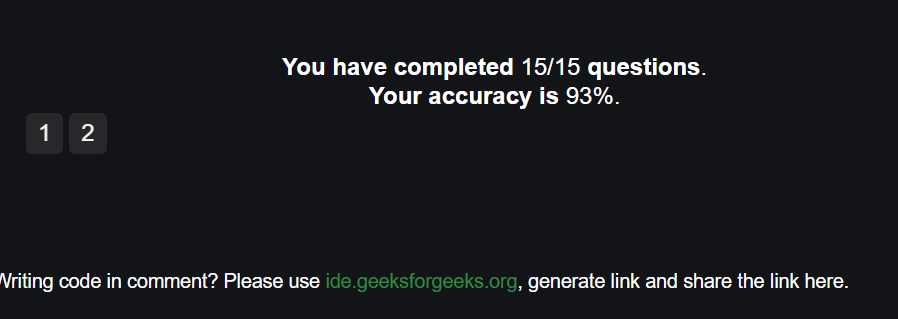 You have completed 15/15 questions.
Your accuracy is 93%.
1 2
Writing code in comment? Please use ide.geeksforgeeks.org, generate link and share the link here.